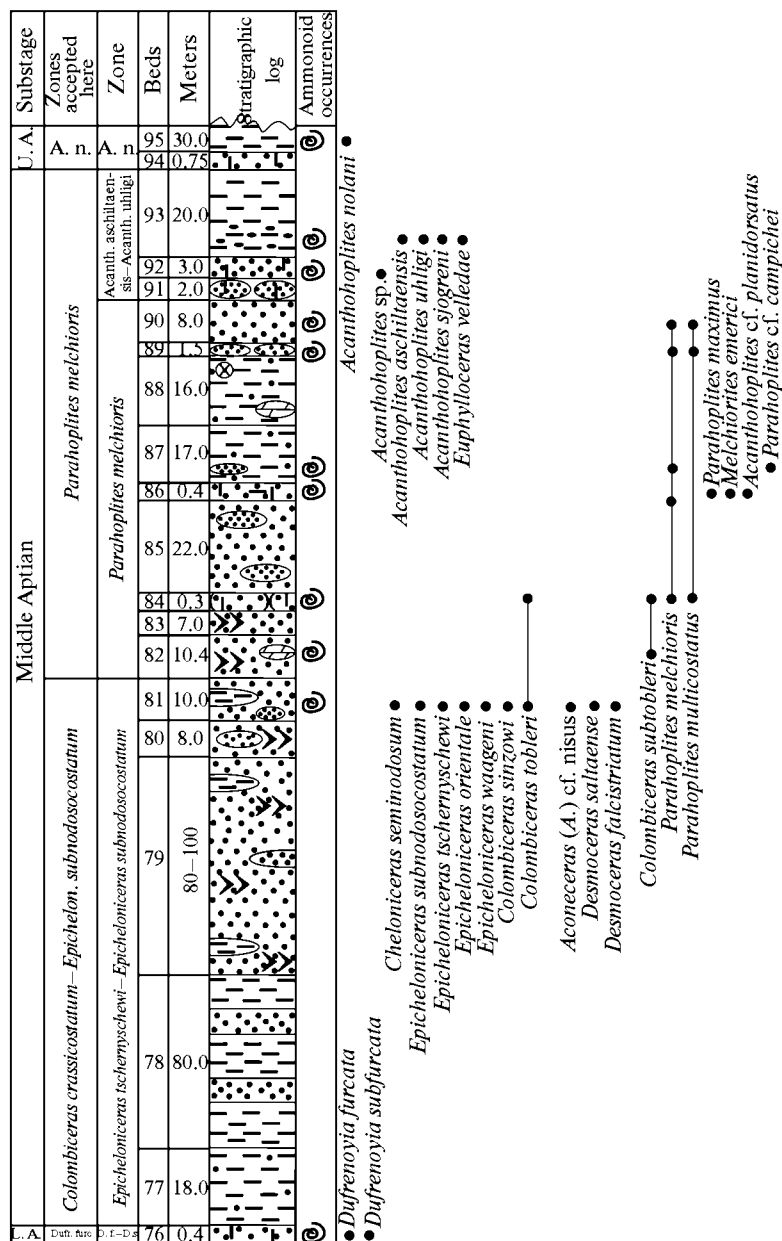 Substage
Zones accepted here
Zone
Beds
Meters
Stratigraphic log
Ammonoid occurrences
U. A.
A. n.
A. n.
95 30.0
94 0.75
Middle Aptian
Parahoplites melchioris
Acanth. aschiltaen-
sis–Acanth. uhligi
93 20.0
92 3.0
91 2.0
Parahoplites melchioris
90 8.0
89 1.5
88 16.0
87 17.0
86 0.4
85 22.0
84 0.3
83 7.0
82 10.4
Colombiceras crassicostatum–Epichelon. subnodosocostatum
Epicheloniceras tschernyschewi–Epicheloniceras subnodosocostatum
81 10.0
80 8.0
79 80–100
78 80.0
77 18.0
L. A.
Dufr. furc
D. f.–D.s
76 0.4
Dufrenoyia furcata
Dufrenoyia subfurcata
Acanthohoplites nolani
Cheloniceras seminodosum
Epicheloniceras subnodosocostatum
Epicheloniceras tschernyschewi
Epicheloniceras orientale
Epicheloniceras waageni
Colombiceras sinzowi
Colombiceras tobleri
Aconeceras (A.) cf. nisus
Desmoceras saltaense
Desmoceras falcistriatum
Colombiceras subtobleri
Parahoplites melchioris
Parahoplites multicostatus
Acanthoplites sp.
Acanthohoplites aschiltaensis
Acanthoplites uhligi
Acanthoplites sjogreni
Euphylloceras velledae
Parahoplites maximus
Melchiorites emerici
Acanthoplites cf. planidorsatus
Parahoplites cf. campichei